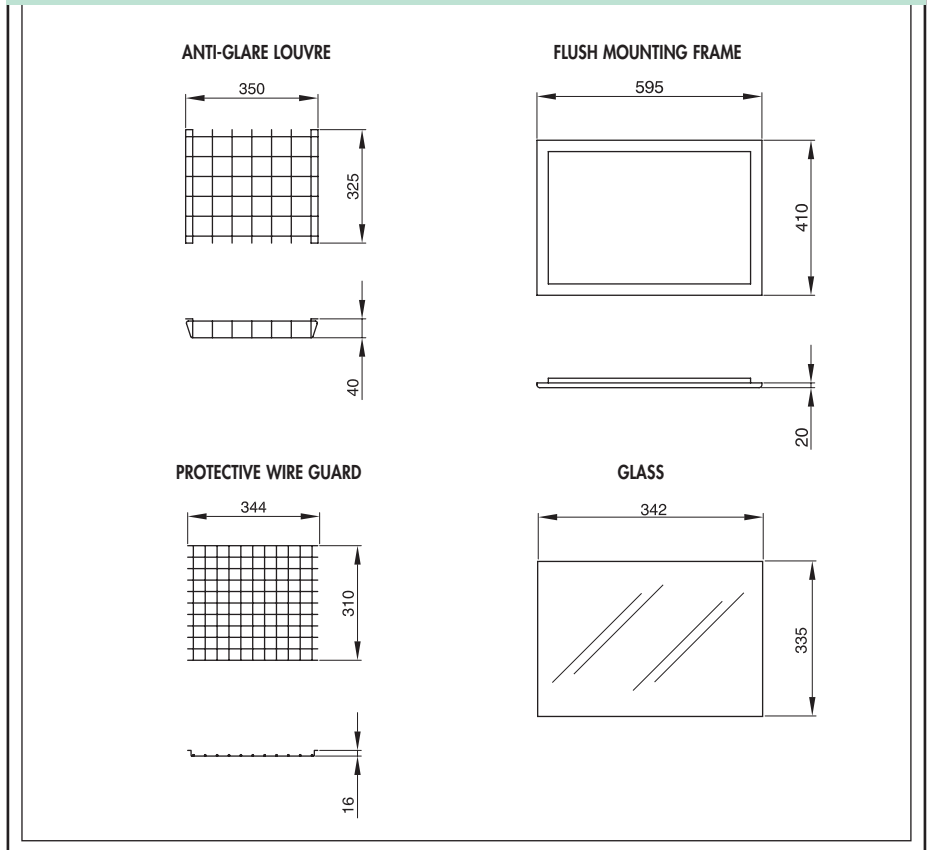 ANTI-GLARE LOUVRE
350
325
40
FLUSH MOUNTING FRAME
595
410
20
PROTECTIVE WIRE GUARD
344
310
16
GLASS
342
335